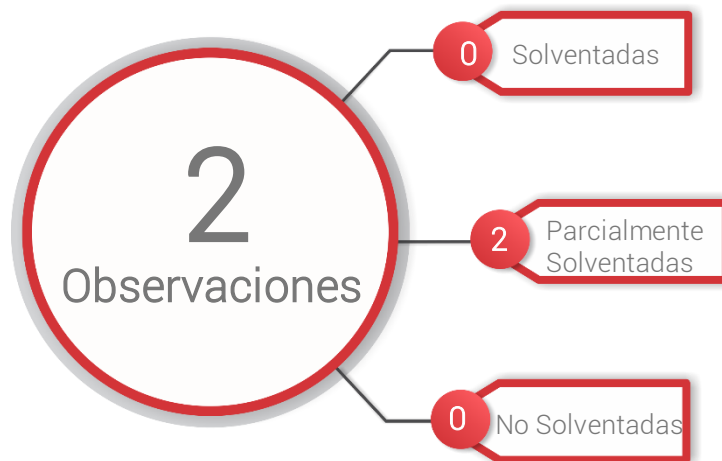 2
Observaciones
0
Solventadas
2
Parcialmente
Solventadas
0
No Solventadas